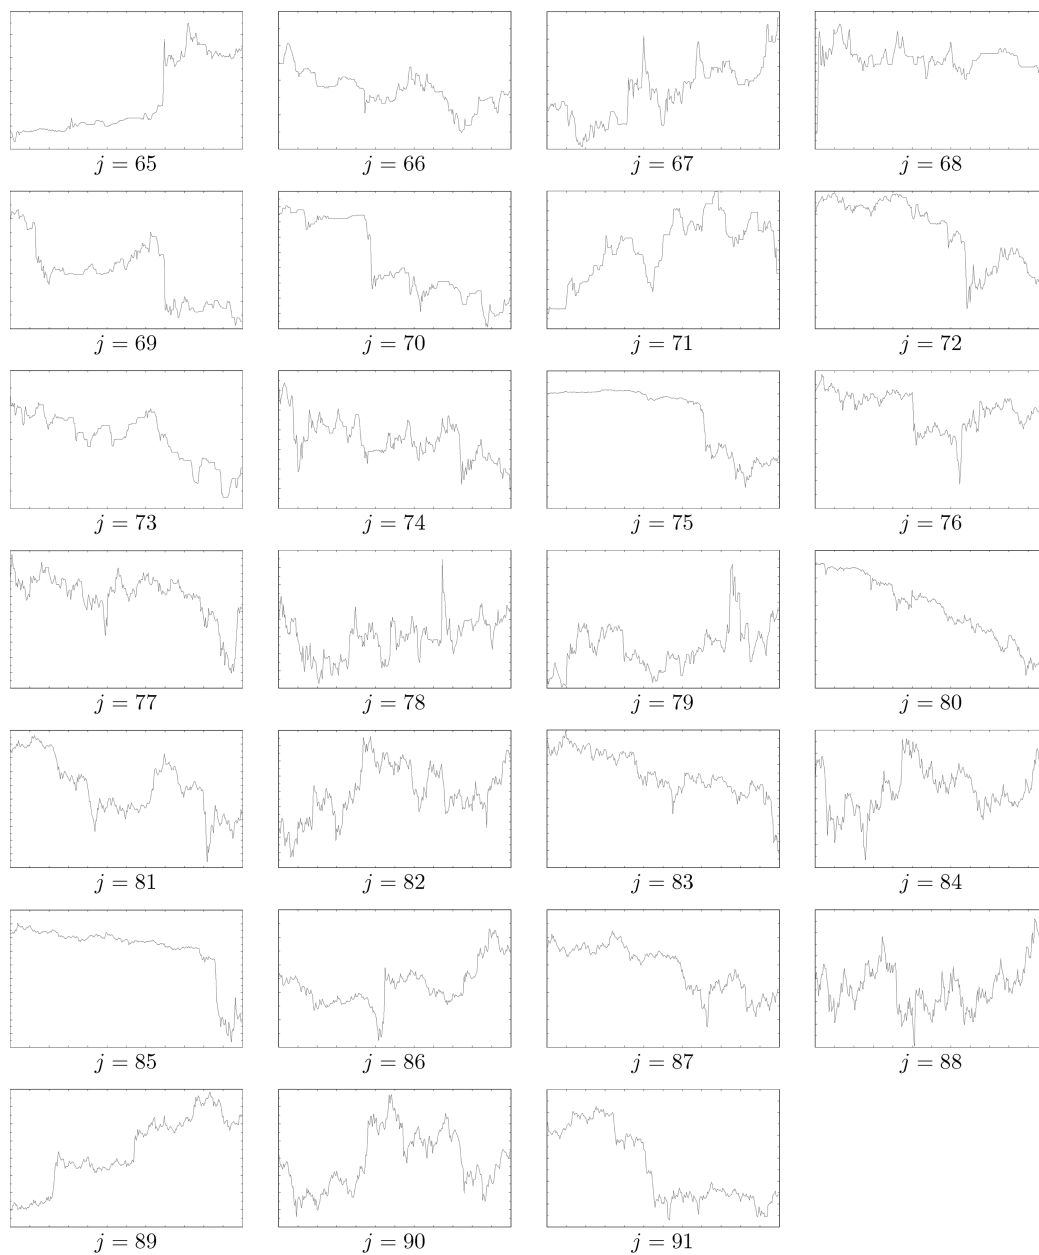 j = 65 j = 66 j = 67 j = 68
j = 69 j = 70 j = 71 j = 72
j = 73 j = 74 j = 75 j = 76
j = 77 j = 78 j = 79 j = 80
j = 81 j = 82 j = 83 j = 84
j = 85 j = 86 j = 87 j = 88
j = 89 j = 90 j = 91